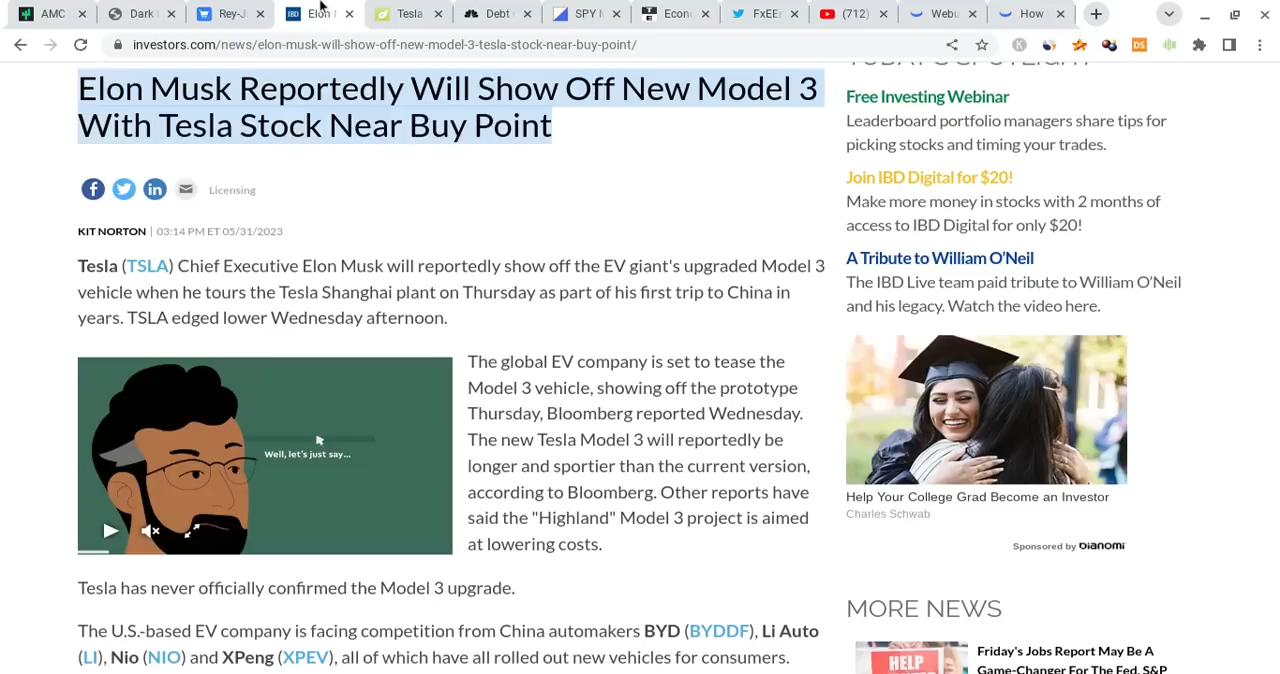 AMC
Dark
Rey-J
Elon
Tesla
Debt
SPY
Econ
FxEE
(712)
Webu
How
investors.com/news/elon-musk-will-show-off-new-model-3-tesla-stock-near-buy-point/
K
DS
TODAY'S SPOTLIGHT
Elon Musk Reportedly Will Show Off New Model 3
With Tesla Stock Near Buy Point
Licensing
KIT NORTON | 03:14 PM ET 05/31/2023
Tesla (TSLA) Chief Executive Elon Musk will reportedly show off the EV giant's upgraded Model 3
vehicle when he tours the Tesla Shanghai plant on Thursday as part of his first trip to China in
years. TSLA edged lower Wednesday afternoon.
Well, let's just say...
The global EV company is set to tease the
Model 3 vehicle, showing off the prototype
Thursday, Bloomberg reported Wednesday.
The new Tesla Model 3 will reportedly be
longer and sportier than the current version,
according to Bloomberg. Other reports have
said the "Highland" Model 3 project is aimed
at lowering costs.
Tesla has never officially confirmed the Model 3 upgrade.
The U.S.-based EV company is facing competition from China automakers BYD (BYDDF), Li Auto
(LI), Nio (NIO) and XPeng (XPEV), all of which have all rolled out new vehicles for consumers.
Free Investing Webinar
Leaderboard portfolio managers share tips for
picking stocks and timing your trades.
Join IBD Digital for $20!
Make more money in stocks with 2 months of
access to IBD Digital for only $20!
A Tribute to William O'Neil
The IBD Live team paid tribute to William O'Neil
and his legacy. Watch the video here.
Help Your College Grad Become an Investor
Charles Schwab
Sponsored by DIANOMI
MORE NEWS
HELP
Friday's Jobs Report May Be A
Game-Changer For The Fed, S&P